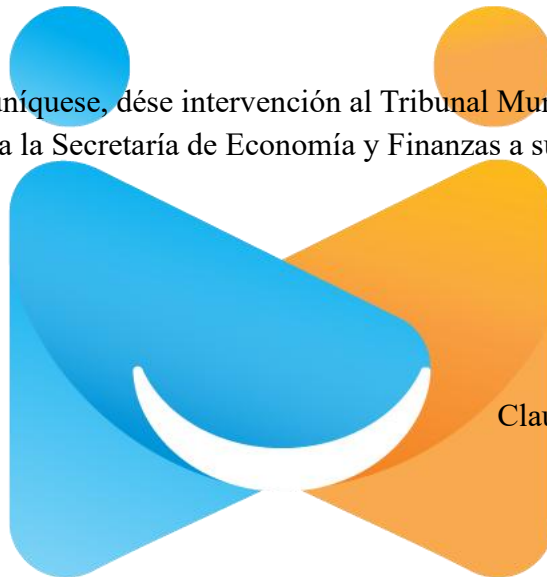 uníquese, dése intervención al Tribunal Mun
a la Secretaría de Economía y Finanzas a su
Clau